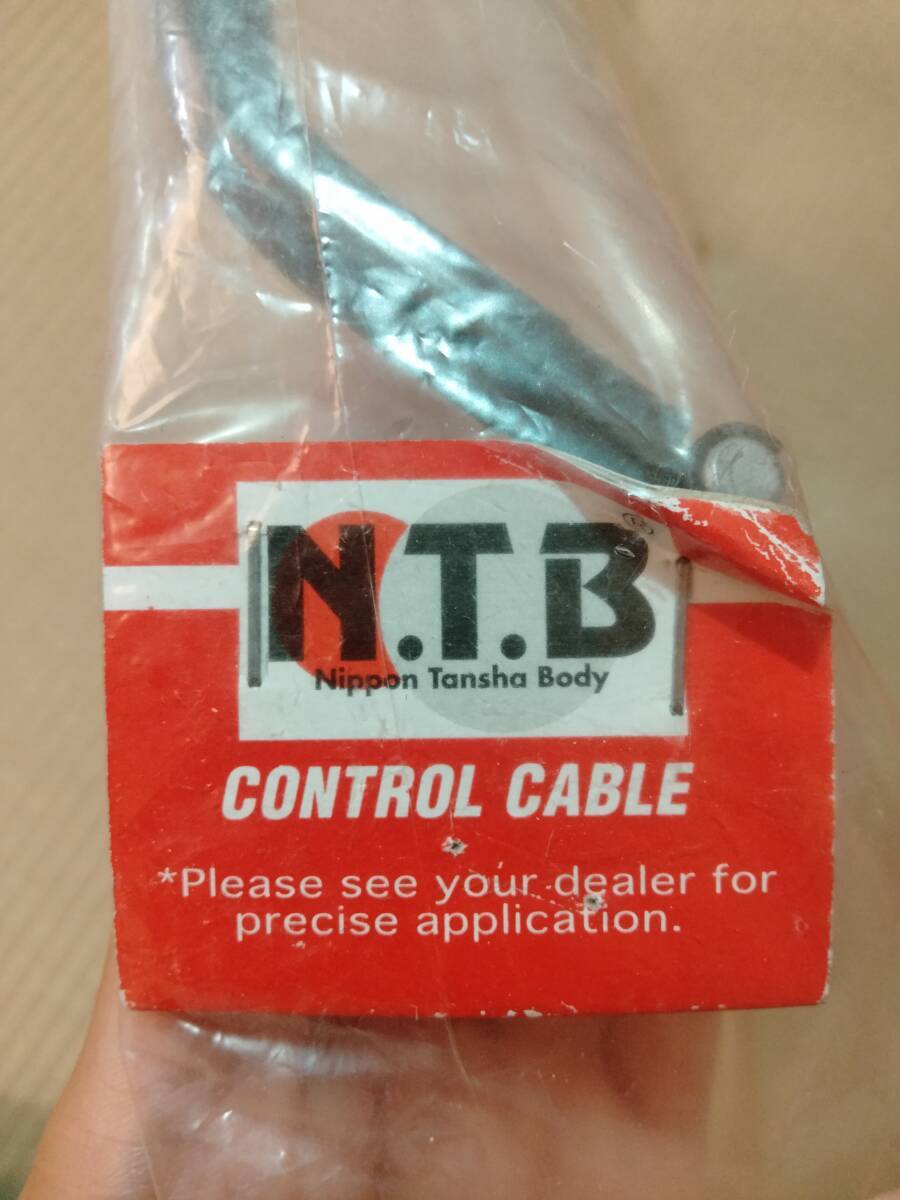 N.T.B®
Nippon Tansha Body
CONTROL CABLE
*Please see your dealer for
precise application.